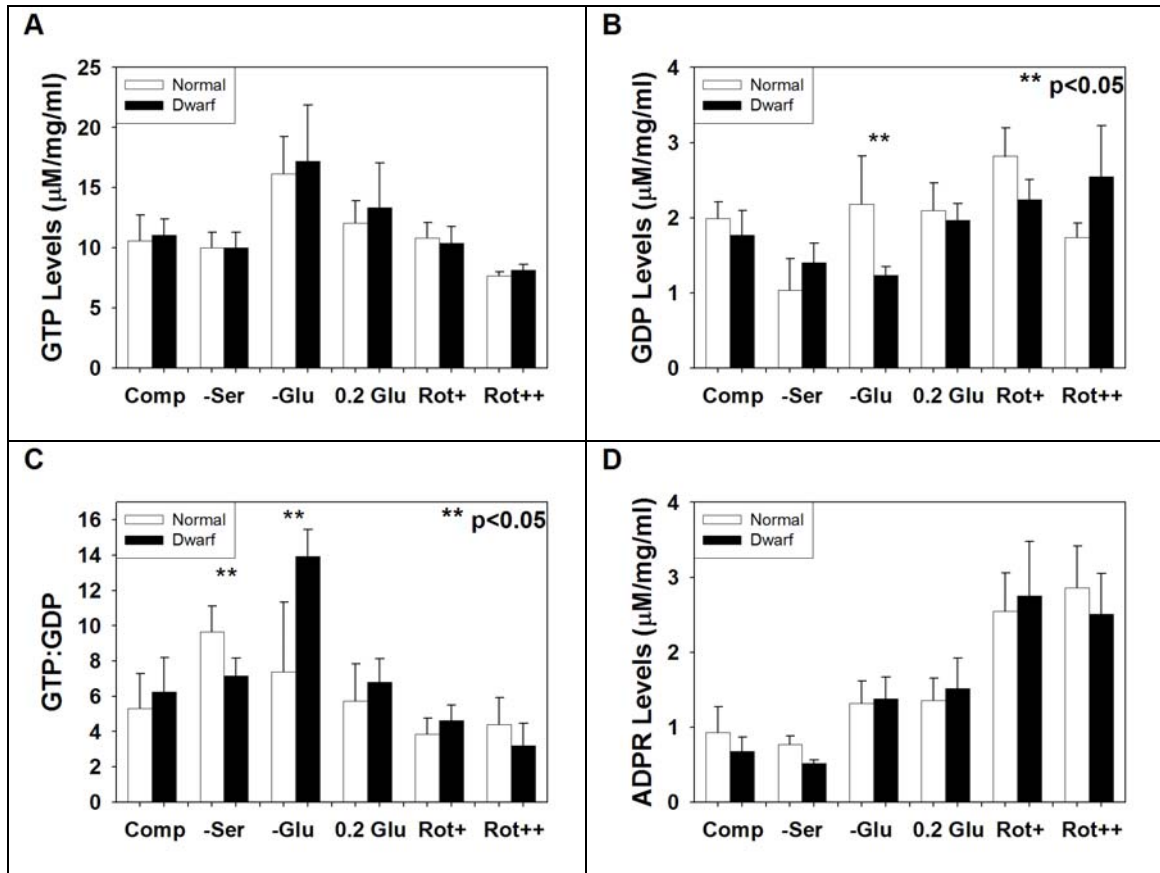 A
GTP Levels (µM/mg/ml)
25
20
15
10
5
0
Normal
Dwarf
Comp -Ser -Glu 0.2 Glu Rot+ Rot++
B
GDP Levels (µM/mg/ml)
4
3
2
1
0
Normal
Dwarf
** p<0.05
**
Comp -Ser -Glu 0.2 Glu Rot+ Rot++
C
GTP:GDP
16
14
12
10
8
6
4
2
0
Normal
Dwarf
** p<0.05
**
**
Comp -Ser -Glu 0.2 Glu Rot+ Rot++
D
ADPR Levels (µM/mg/ml)
4
3
2
1
0
Normal
Dwarf
Comp -Ser -Glu 0.2 Glu Rot+ Rot++